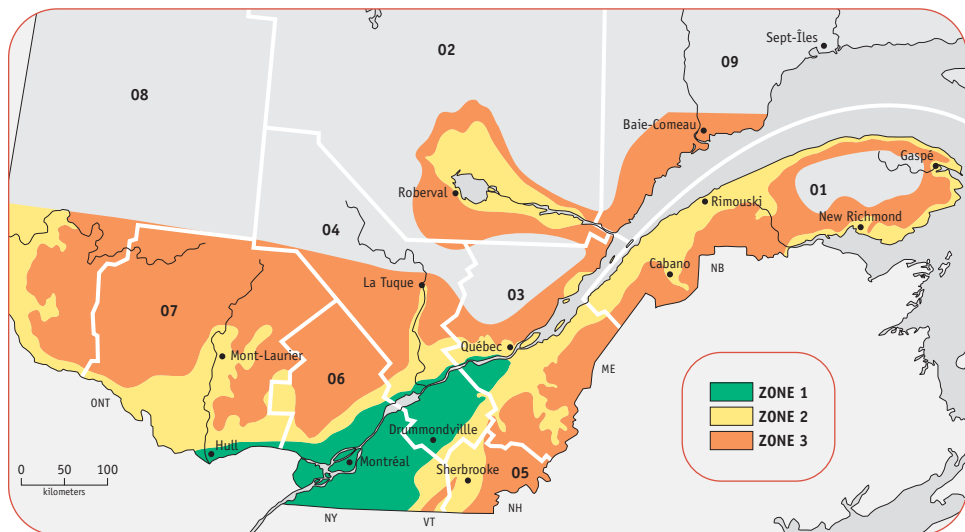 02
Sept-Îles
09
08
Baie-Comeau
Gaspé
Roberval
01
Rimouski
New Richmond
04
Cabano
NB
La Tuque
07
03
Québec
Mont-Laurier
ME
06
ONT
ZONE 1
ZONE 2
ZONE 3
Drummondvillle
Hull
Montréal
Sherbrooke
05
0 50 100
kilometers
NY
VT
NH